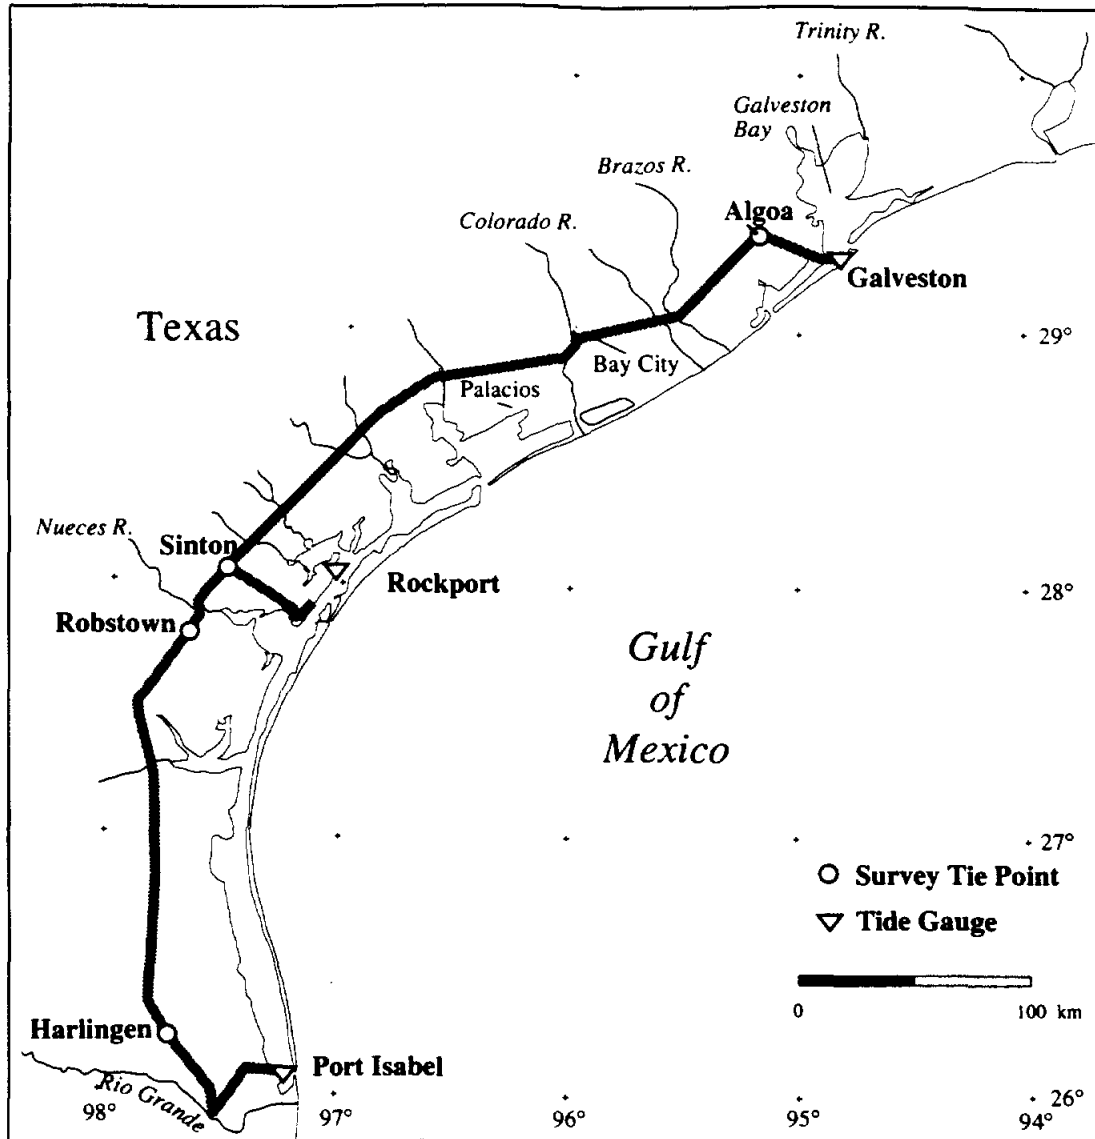 Trinity R.
Galveston
Bay
Brazos R.
Algoa
Colorado R.
Galveston
Texas
29°
Bay City
Palacios
Nueces R.
Sinton
Rockport
28°
Robstown
Gulf
of
Mexico
27°
Survey Tie Point
Tide Gauge
0 100 km
Harlingen
Port Isabel
Rio Grande
26°
98° 97° 96° 95° 94°